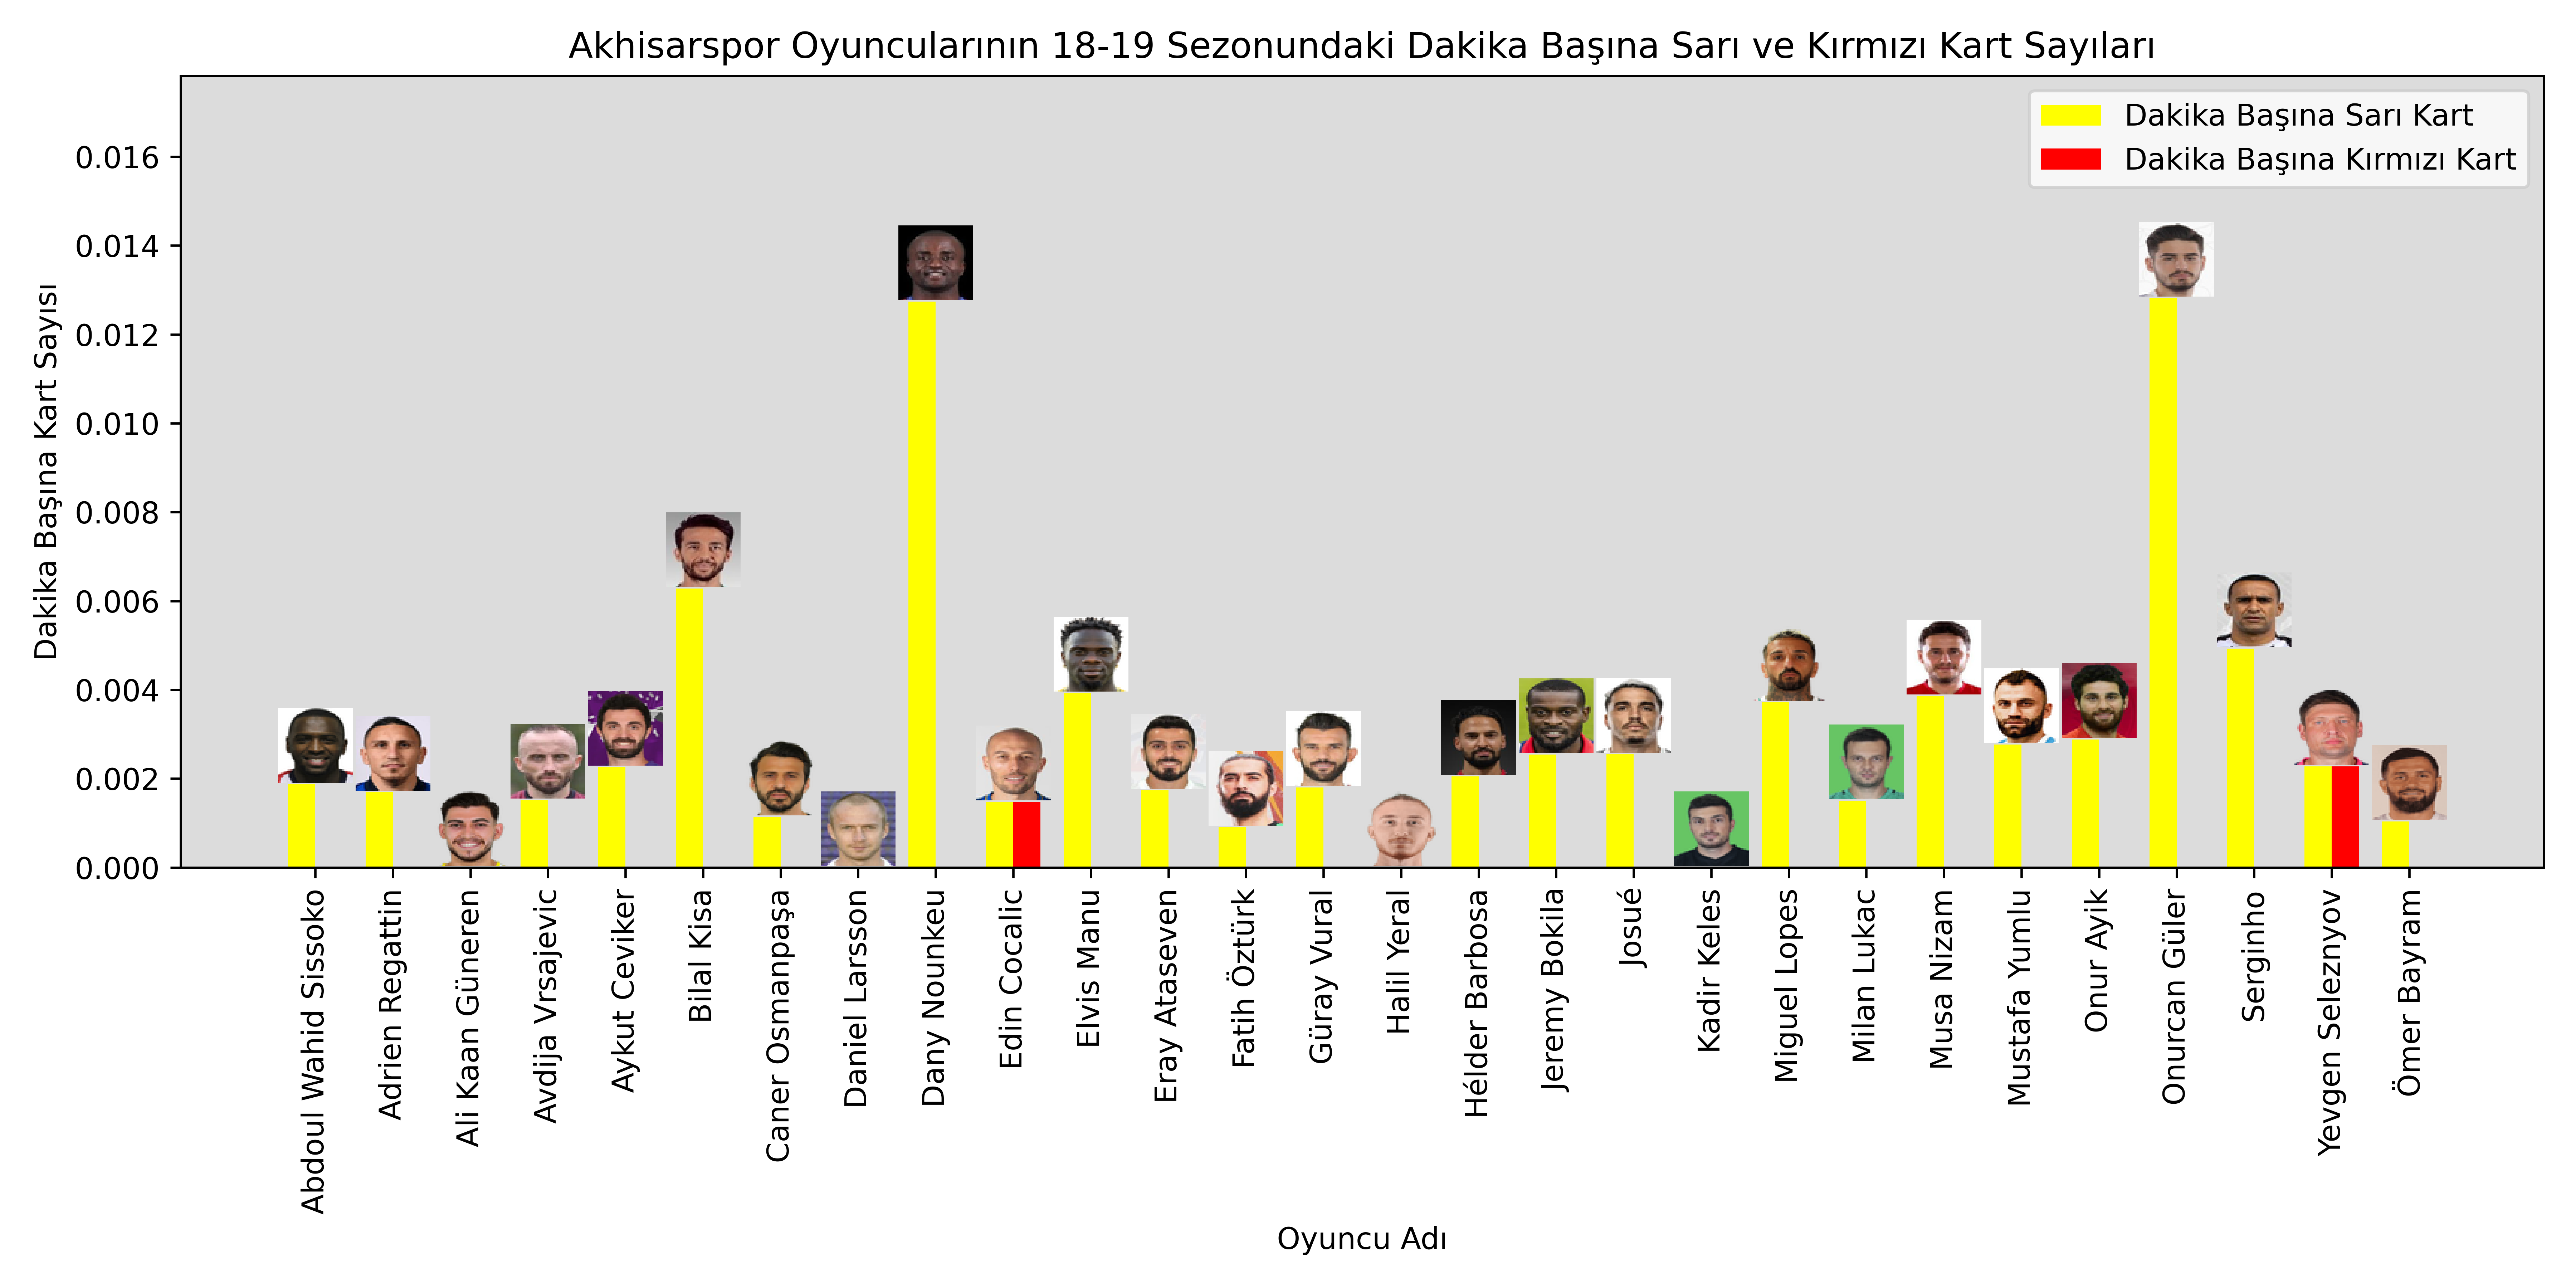 Akhisarspor Oyuncularının 18-19 Sezonundaki Dakika Başına Sarı ve Kırmızı Kart Sayıları
Dakika Başına Sarı Kart
Dakika Başına Kırmızı Kart
Dakika Başına Kart Sayısı
0.016
0.014
0.012
0.010
0.008
0.006
0.004
0.002
0.000
Abdoul Wahid Sissoko
Adrien Regattin
Ali Kaan Güneren
Avdija Vrsajevic
Aykut Ceviker
Bilal Kisa
Caner Osmanpaşa
Daniel Larsson
Dany Nounkeu
Edin Cocalic
Elvis Manu
Eray Ataseven
Fatih Öztürk
Güray Vural
Halil Yeral
Hélder Barbosa
Jeremy Bokila
Josué
Kadir Keles
Miguel Lopes
Milan Lukac
Musa Nizam
Mustafa Yumlu
Onur Ayik
Onurcan Güler
Serginho
Yevgen Seleznyov
Ömer Bayram
Oyuncu Adı